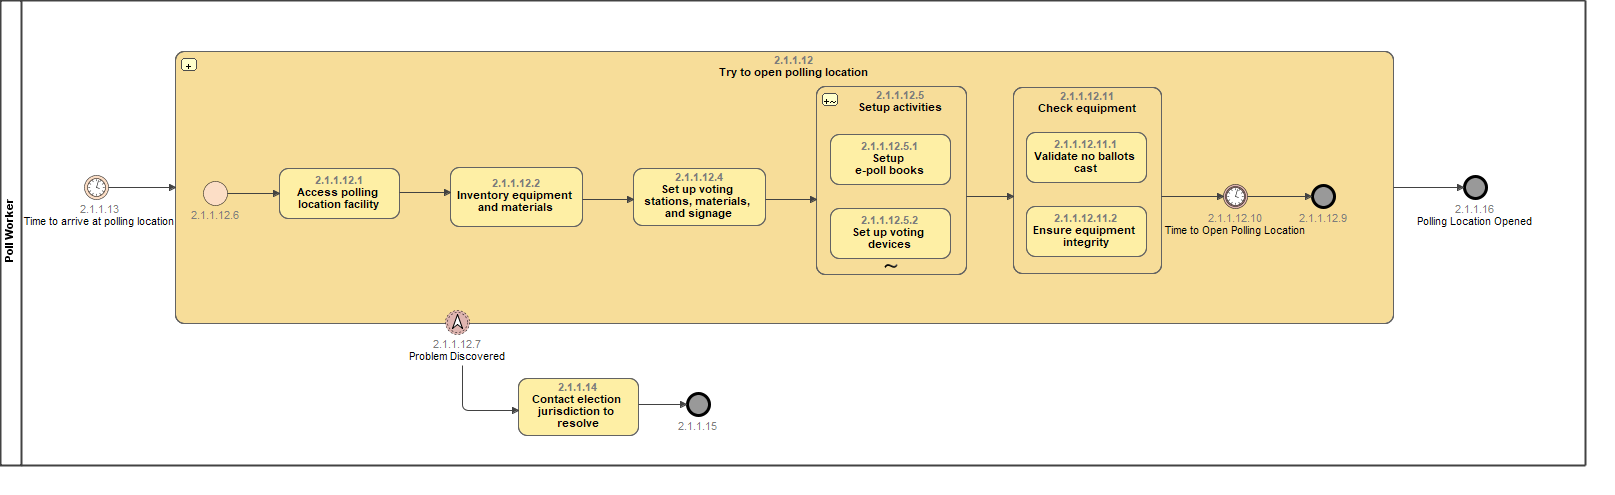 Poll Worker
2.1.1.13
Time to arrive at polling location
2.1.1.12
Try to open polling location
2.1.1.12.6
2.1.1.12.1
Access polling
location facility
2.1.1.12.2
Inventory equipment
and materials
2.1.1.12.4
Set up voting
stations, materials,
and signage
2.1.1.12.5
Setup activities
2.1.1.12.5.1
Setup
e-poll books
2.1.1.12.5.2
Set up voting
devices
2.1.1.12.11
Check equipment
2.1.1.12.11.1
Validate no ballots
cast
2.1.1.12.11.2
Ensure equipment
integrity
2.1.1.12.10
Time to Open Polling Location
2.1.1.12.9
2.1.1.16
Polling Location Opened
2.1.1.12.7
Problem Discovered
2.1.1.14
Contact election
jurisdiction to
resolve
2.1.1.15